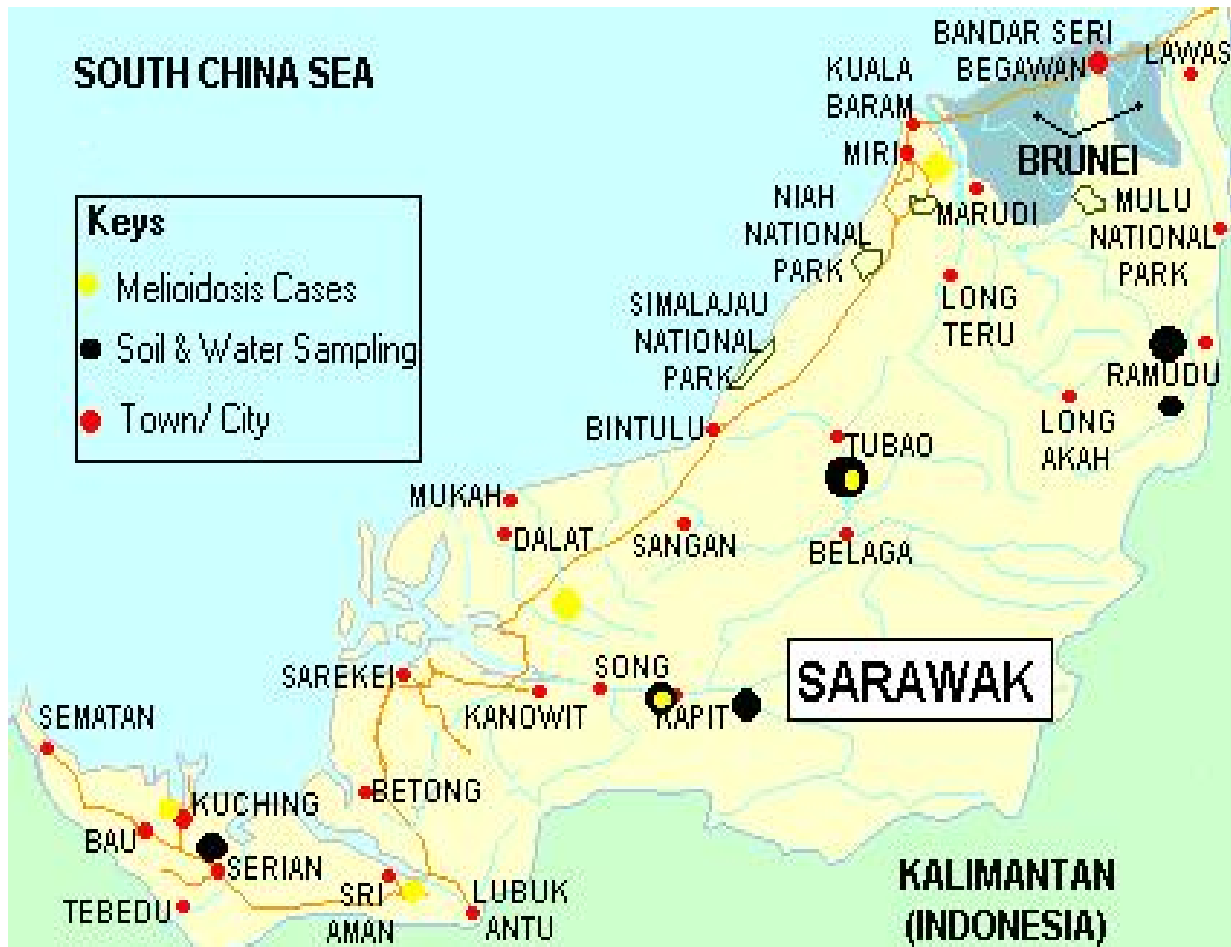 SOUTH CHINA SEA
BANDAR SERI
BEGAWAN
LAWAS
KUALA
BARAM
MIRI
BRUNEI
Keys
Melioidosis Cases
Soil & Water Sampling
Town/ City
NIAH
NATIONAL
PARK
MARUDI
MULU
NATIONAL
PARK
SIMALAJAU
NATIONAL
PARK
LONG
TERU
RAMUDU
LONG
AKAH
BINTULU
TUBAO
MUKAH
DALAT
SANGAN
BELAGA
SAREKEI
SONG
KANOWIT
KAPIT
SARAWAK
SEMATAN
BETONG
KUCHING
BAU
SERIAN
TEBEDU
SRI
AMAN
LUBUK
ANTU
KALIMANTAN
(INDONESIA)